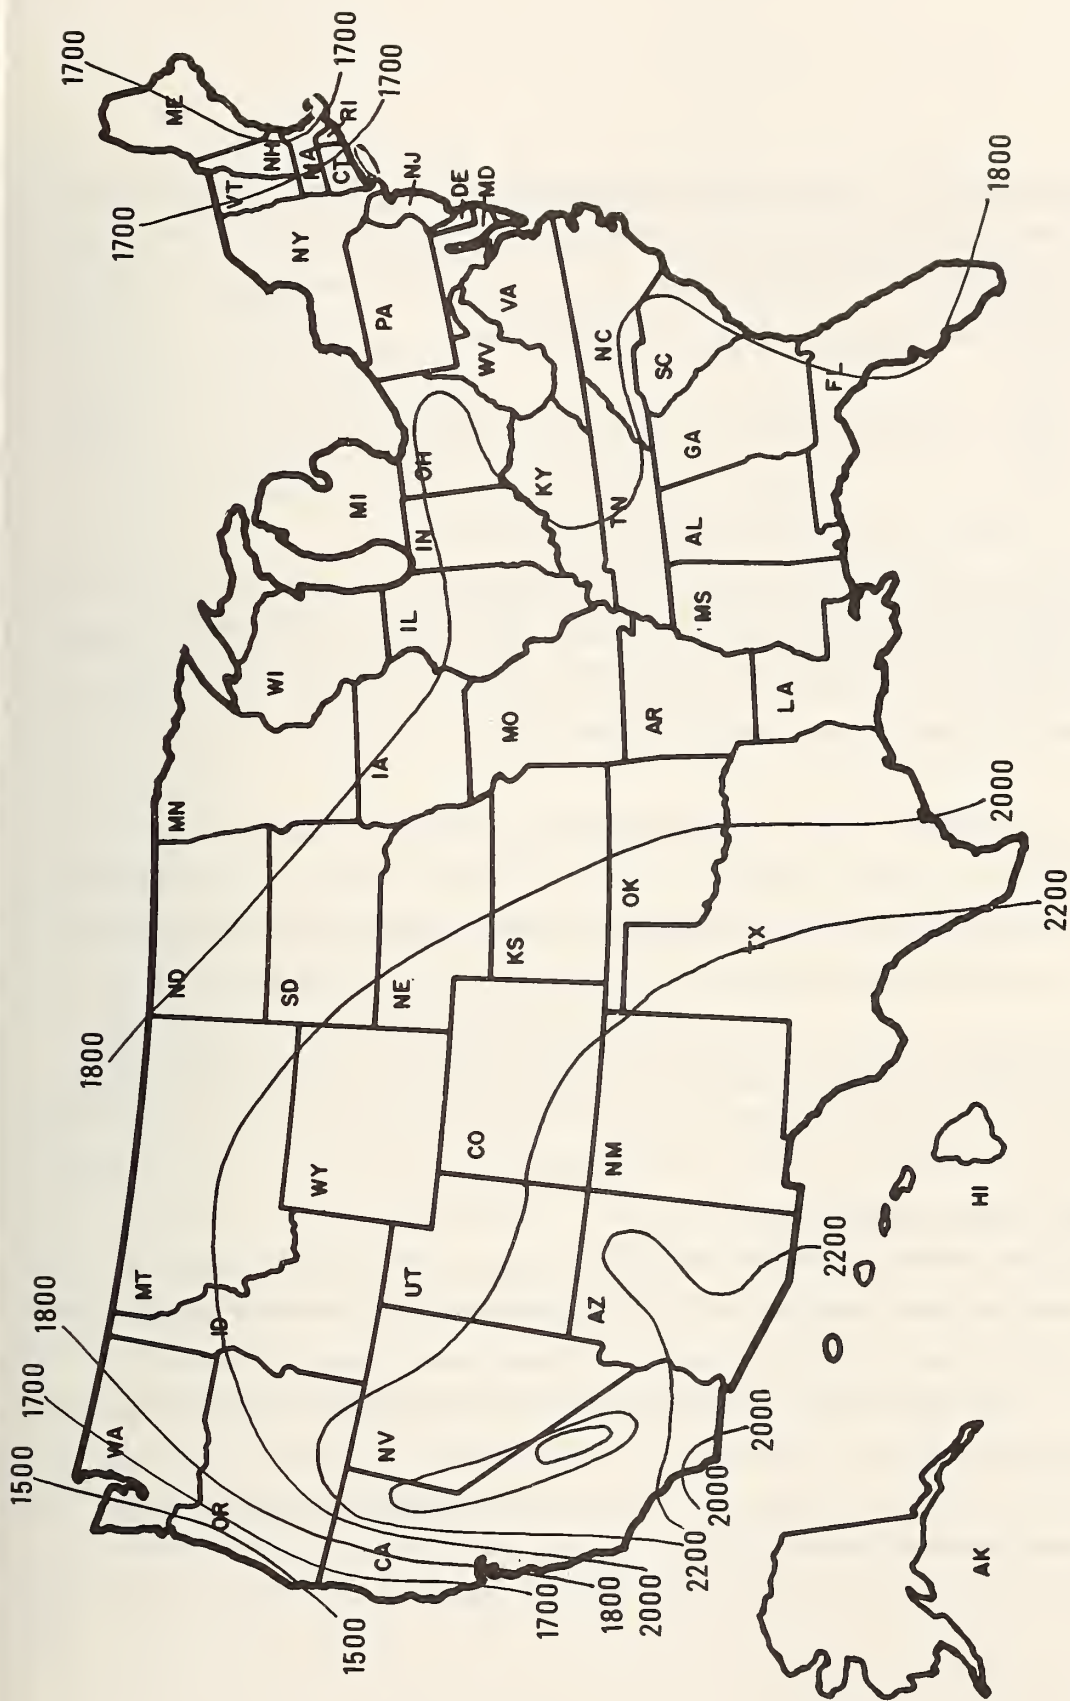 1500
1700
1800
1800
1700
1700
1700
1700
WA
MT
ND
MN
ME
VT
NH
MA
CT
RI
OR
ID
SD
WI
MI
NY
NJ
WY
NE
IA
IL
IN
OH
PA
DE
MD
NV
UT
CO
KS
MO
KY
WV
VA
CA
AZ
NM
OK
AR
TN
NC
SC
TX
LA
MS
AL
GA
FL
1500
1700
1800
2000
2200
2000
2000
2200
2200
2000
1800
AK
HI